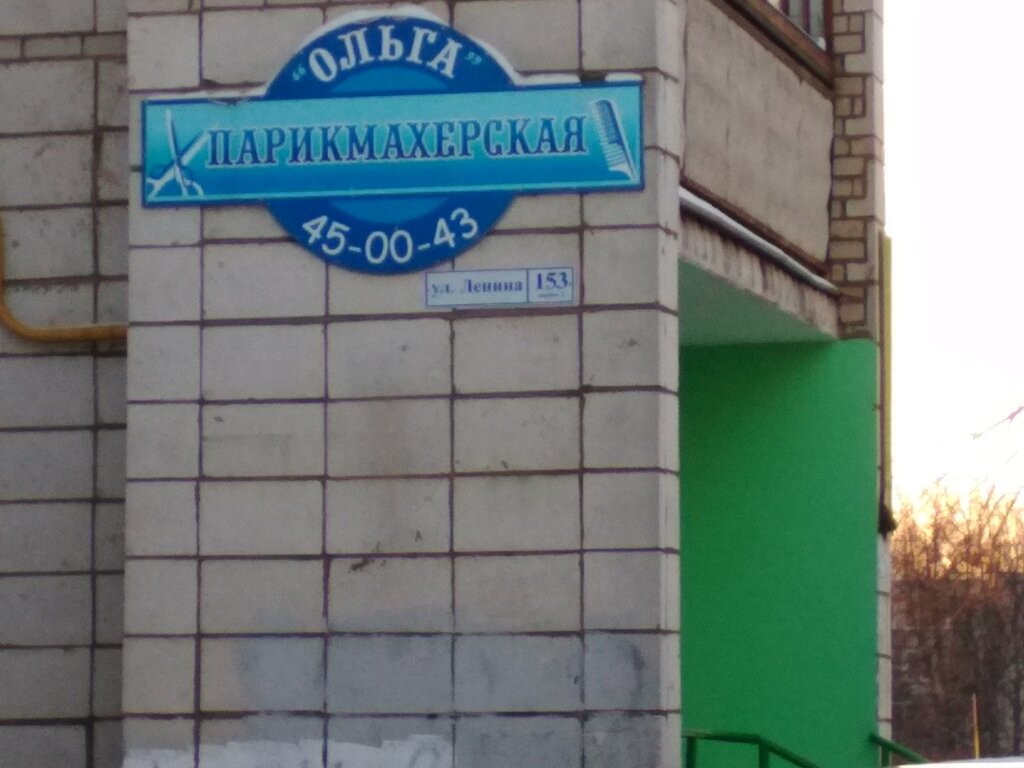 "ОЛЬГА"
ПАРИКМАХЕРСКАЯ
45-00-43
ул. Ленина 153